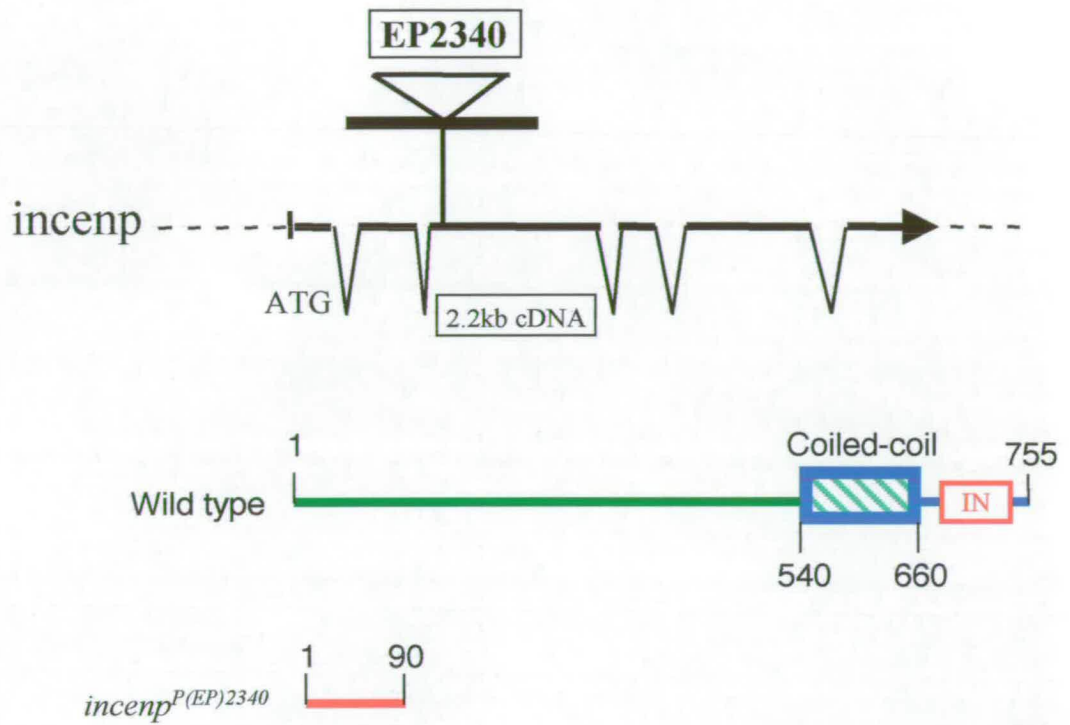 EP2340
incenp
ATG
2.2kb cDNA
1
Coiled-coil
755
Wild type
IN
540
660
1
90
incenp^P(EP)2340